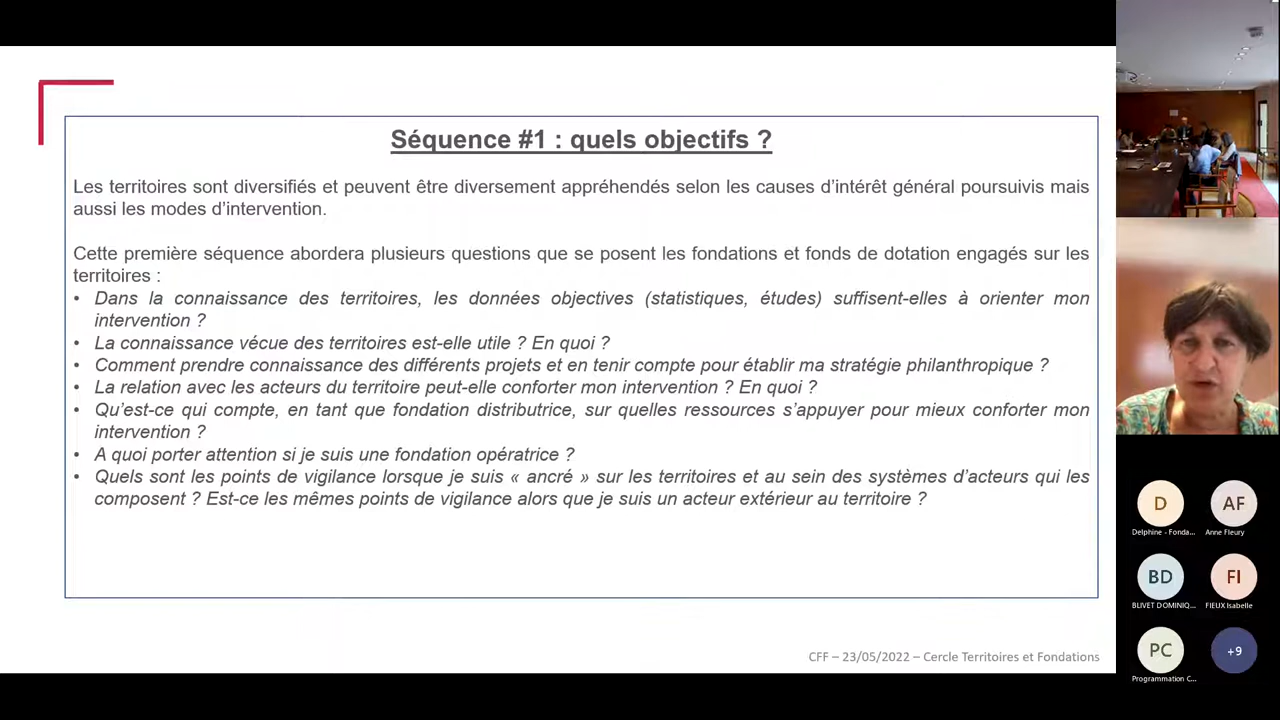 Séquence #1 : quels objectifs ?
Les territoires sont diversifiés et peuvent être diversement appréhendés selon les causes d'intérêt général poursuivis mais
aussi les modes d'intervention.
Cette première séquence abordera plusieurs questions que se posent les fondations et fonds de dotation engagés sur les
territoires :
• Dans la connaissance des territoires, les données objectives (statistiques, études) suffisent-elles à orienter mon
intervention ?
• La connaissance vécue des territoires est-elle utile ? En quoi ?
• Comment prendre connaissance des différents projets et en tenir compte pour établir ma stratégie philanthropique ?
• La relation avec les acteurs du territoire peut-elle conforter mon intervention ? En quoi ?
• Qu'est-ce qui compte, en tant que fondation distributrice, sur quelles ressources s'appuyer pour mieux conforter mon
intervention ?
• A quoi porter attention si je suis une fondation opératrice ?
• Quels sont les points de vigilance lorsque je suis « ancré » sur les territoires et au sein des systèmes d'acteurs qui les
composent ? Est-ce les mêmes points de vigilance alors que je suis un acteur extérieur au territoire ?
CFF – 23/05/2022 – Cercle Territoires et Fondations
D
AF
Delphine - Fonda...
Anne Fleury
BD
FI
BLIVET DOMINIQ...
FIEUX Isabelle
PC
+9
Programmation C...